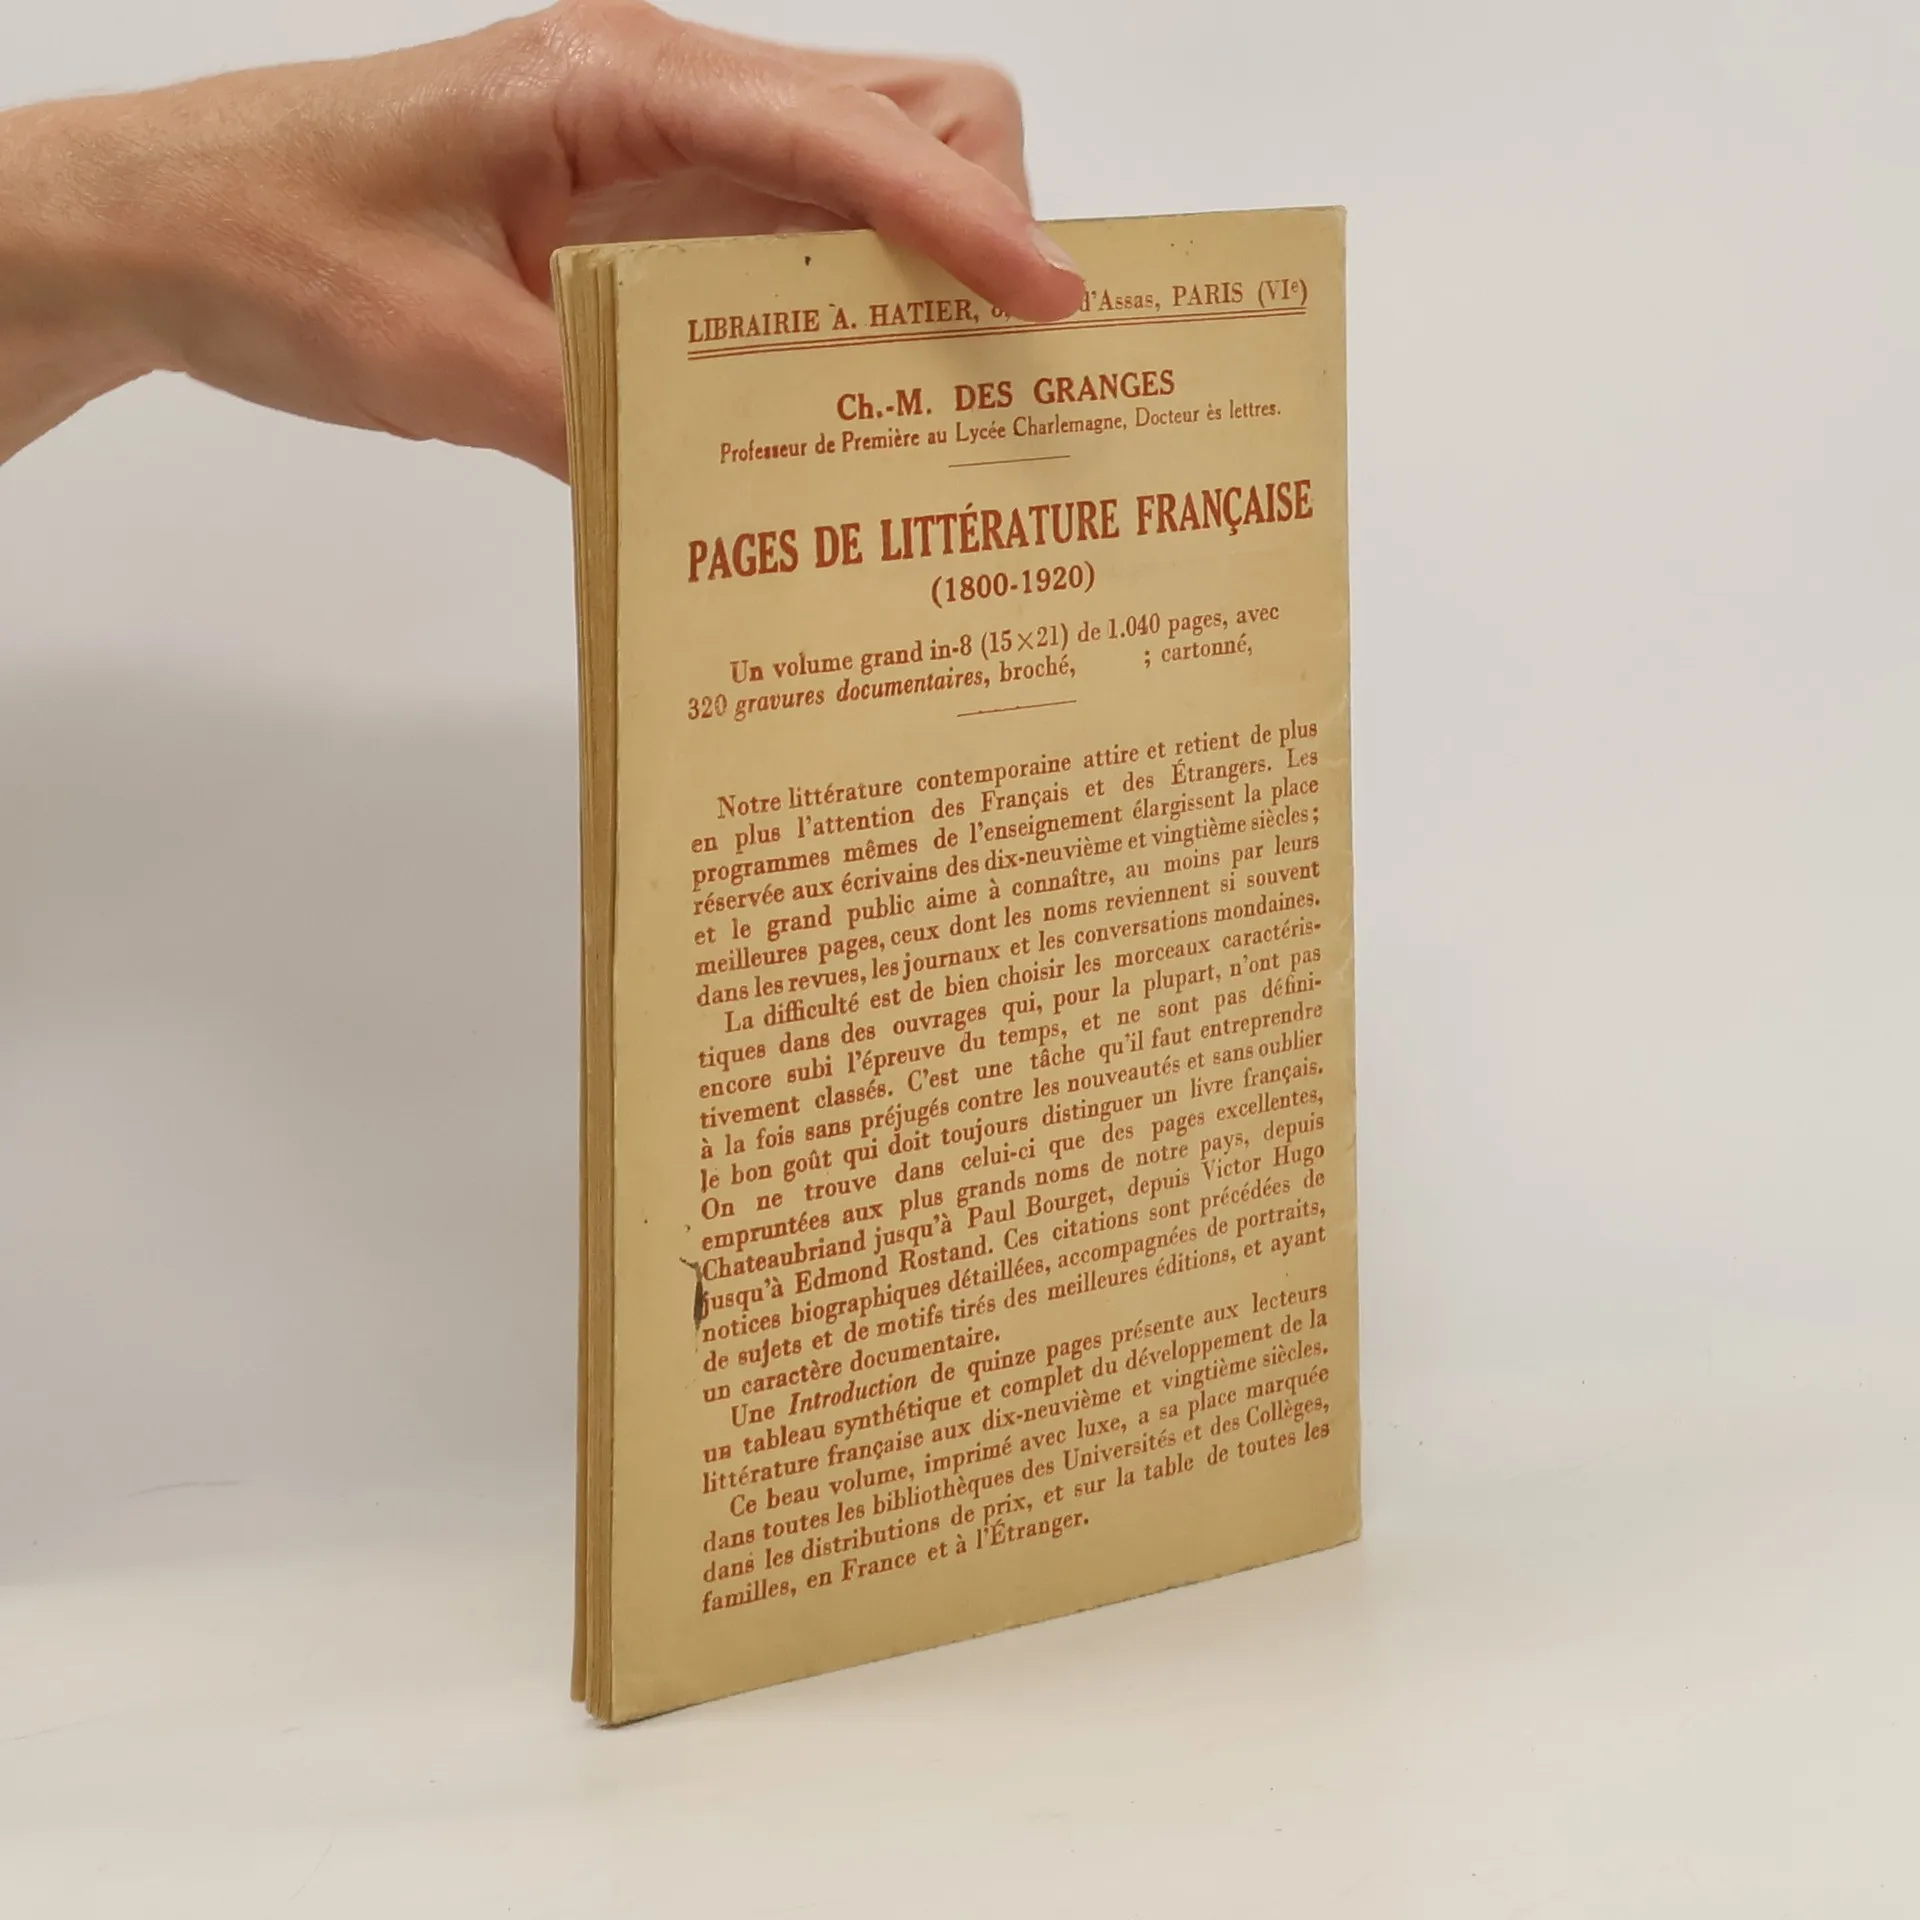 LIBRAIRIE A. HATIER, d'Assas, PARIS (VIe)
Ch.-M. DES GRANGES
Professeur de Première au Lycée Charlemagne, Docteur ès lettres.
PAGES DE LITTÉRATURE FRANÇAISE
(1800-1920)
Un volume grand in-8 (15×21) de 1.040 pages, avec
320 gravures documentaires, broché, ; cartonné,
Notre littérature contemporaine attire et retient de plus
en plus l'attention des Français et des Étrangers. Les
programmes mêmes de l'enseignement élargissent la place
réservée aux écrivains des dix-neuvième et vingtième siècles ;
et le grand public aime à connaître, au moins par leurs
meilleures pages, ceux dont les noms reviennent si souvent
dans les revues, les journaux et les conversations mondaines.
La difficulté est de bien choisir les morceaux caractéris-
tiques dans des ouvrages qui, pour la plupart, n'ont pas
encore subi l'épreuve du temps, et ne sont pas défini-
tivement classés. C'est une tâche qu'il faut entreprendre
à la fois sans préjugés contre les nouveautés et sans oublier
le bon goût qui doit toujours distinguer un livre français.
On ne trouve dans celui-ci que des pages excellentes,
empruntées aux plus grands noms de notre pays, depuis
Chateaubriand jusqu'à Paul Bourget, depuis Victor Hugo
jusqu'à Edmond Rostand. Ces citations sont précédées de
notices biographiques détaillées, accompagnées de portraits,
de sujets et de motifs tirés des meilleures éditions, et ayant
un caractère documentaire.
Une Introduction de quinze pages présente aux lecteurs
un tableau synthétique et complet du développement de la
littérature française aux dix-neuvième et vingtième siècles.
Ce beau volume, imprimé avec luxe, a sa place marquée
dans toutes les bibliothèques des Universités et des Collèges,
dans les distributions de prix, et sur la table de toutes les
familles, en France et à l'Étranger.